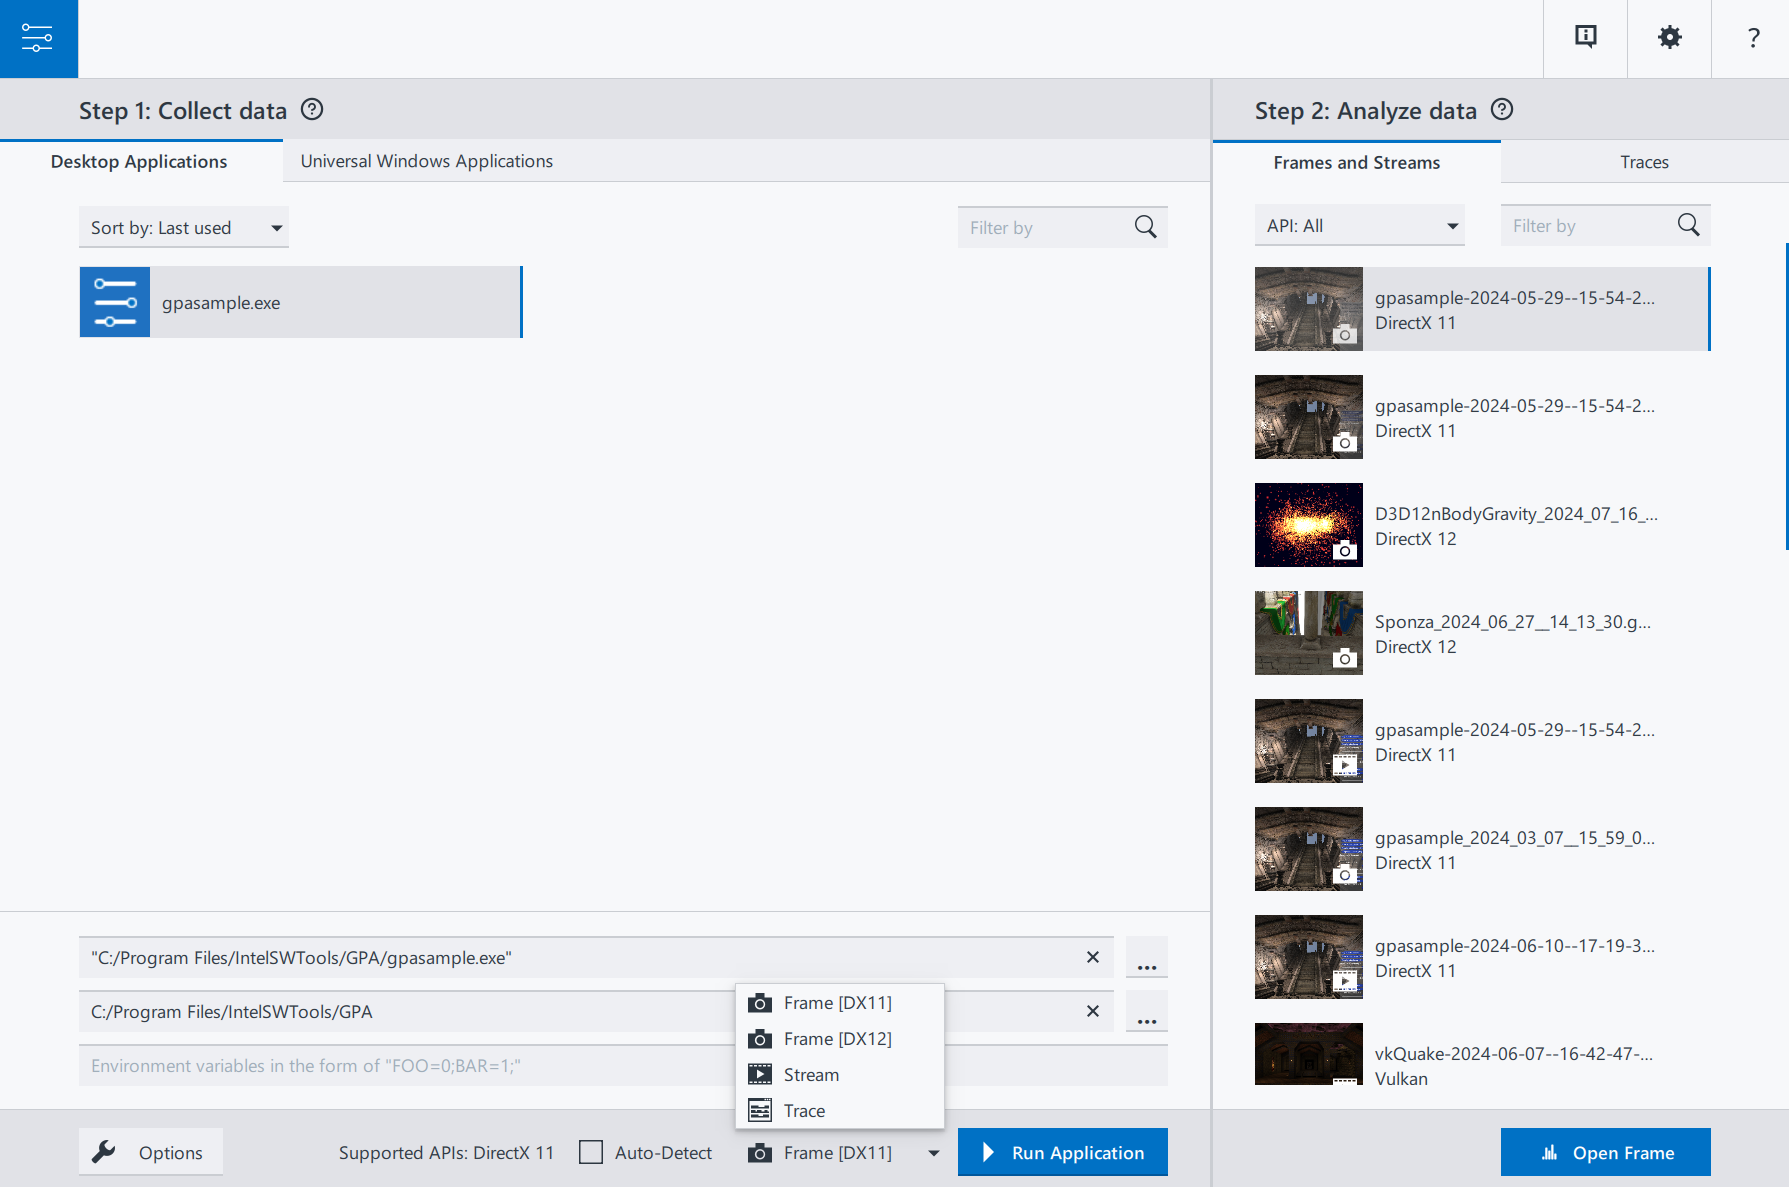 ?
Step 1: Collect data ?
Step 2: Analyze data ?
Desktop Applications
Universal Windows Applications
Frames and Streams
Traces
Sort by: Last used
Filter by
API: All
Filter by
gpasample.exe
gpasample-2024-05-29--15-54-2...
DirectX 11
gpasample-2024-05-29--15-54-2...
DirectX 11
D3D12nBodyGravity_2024_07_16_...
DirectX 12
Sponza_2024_06_27__14_13_30.g...
DirectX 12
gpasample-2024-05-29--15-54-2...
DirectX 11
gpasample_2024_03_07__15_59_0...
DirectX 11
gpasample-2024-06-10--17-19-3...
DirectX 11
vkQuake-2024-06-07--16-42-47-...
Vulkan
"C:/Program Files/IntelSWTools/GPA/gpasample.exe"
...
C:/Program Files/IntelSWTools/GPA
...
Environment variables in the form of "FOO=0;BAR=1;"
Frame [DX11]
Frame [DX12]
Stream
Trace
Options
Supported APIs: DirectX 11
Auto-Detect
Frame [DX11]
Run Application
Open Frame